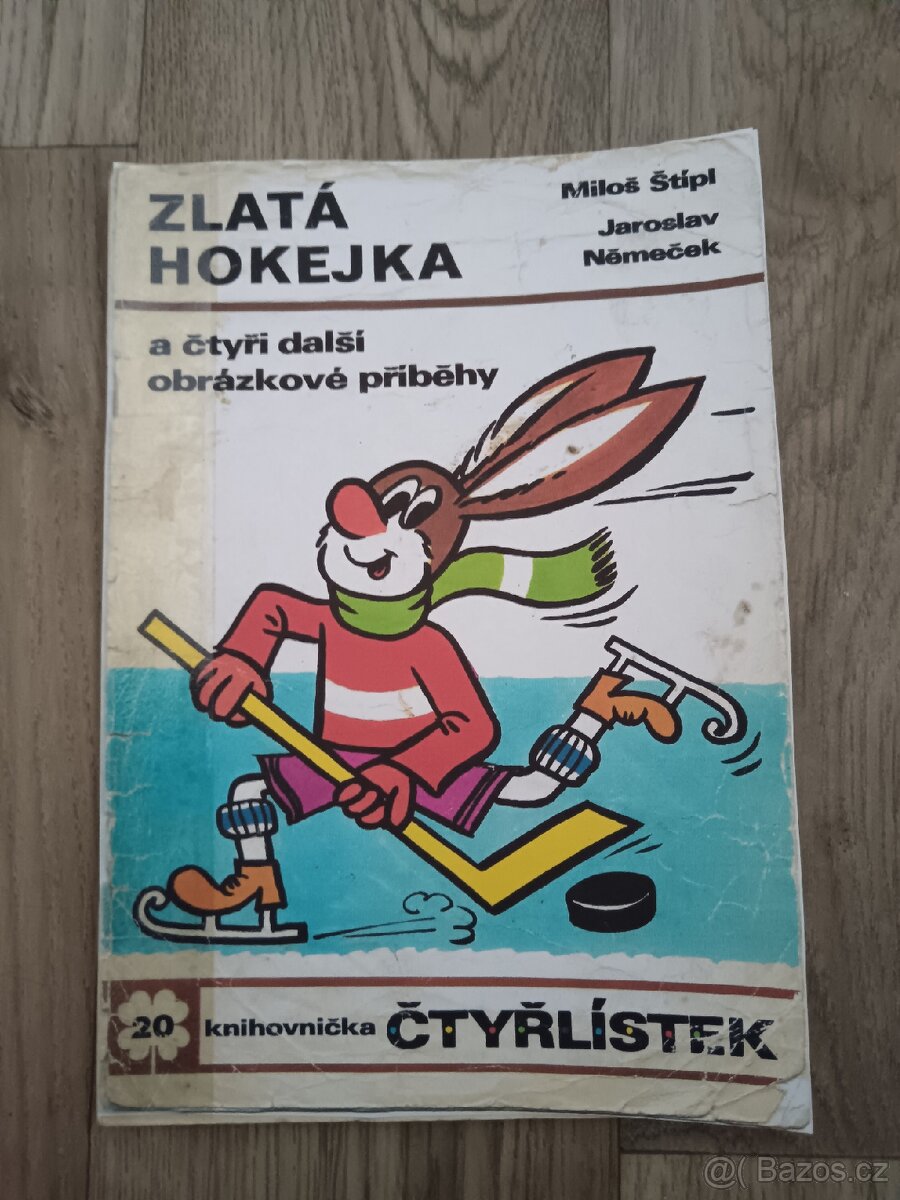 ZLATÁ
HOKEJKA
Miloš Štípl
Jaroslav
Němeček
a čtyři další
obrázkové příběhy
20 knihovnička ČTYŘLÍSTEK
@( Bazos.cz